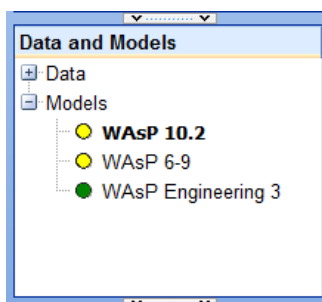 Data and Models
Data
Models
WAsP 10.2
WAsP 6-9
WAsP Engineering 3